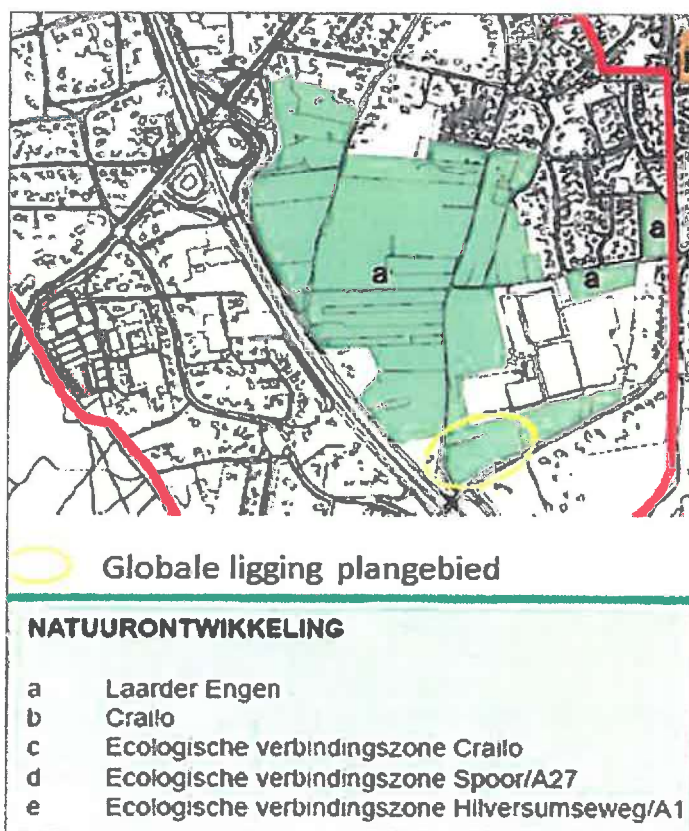 a
a
a
Globale ligging plangebied
NATUURONTWIKKELING
a Laarder Engen
b Crailo
c Ecologische verbindingszone Crailo
d Ecologische verbindingszone Spoor/A27
e Ecologische verbindingszone Hilversumseweg/A1